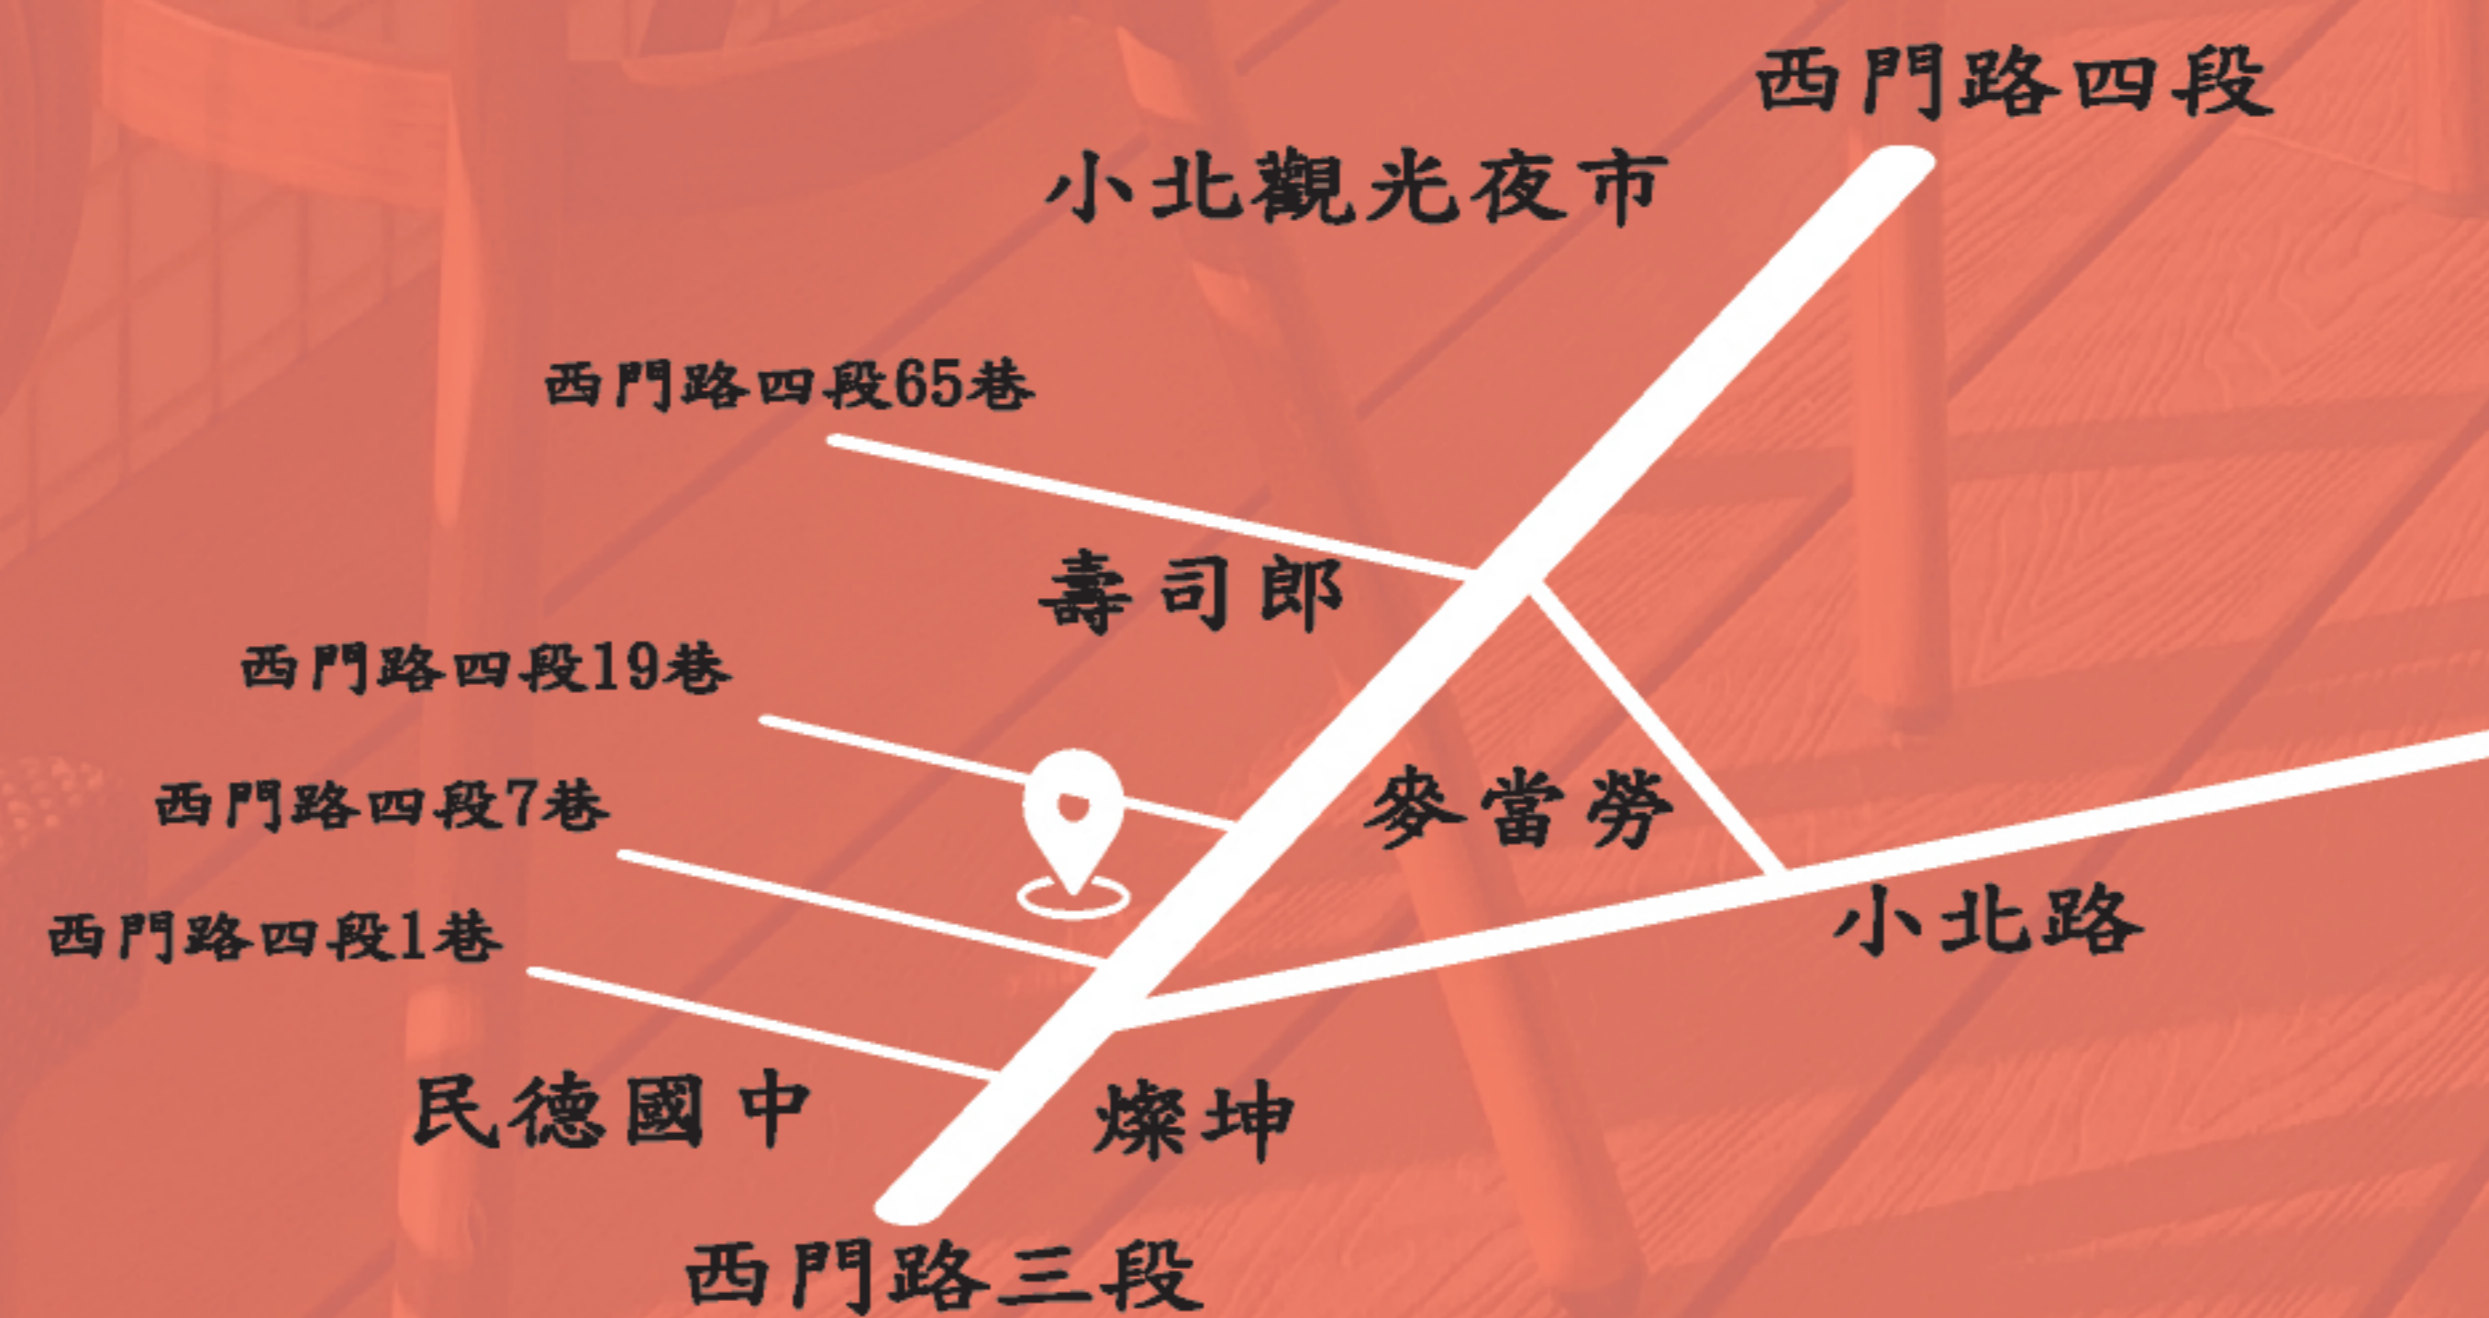 西門路四段
小北觀光夜市
西門路四段65巷
壽司郎
西門路四段19巷
西門路四段7巷
麥當勞
小北路
西門路四段1巷
民德國中
燦坤
西門路三段